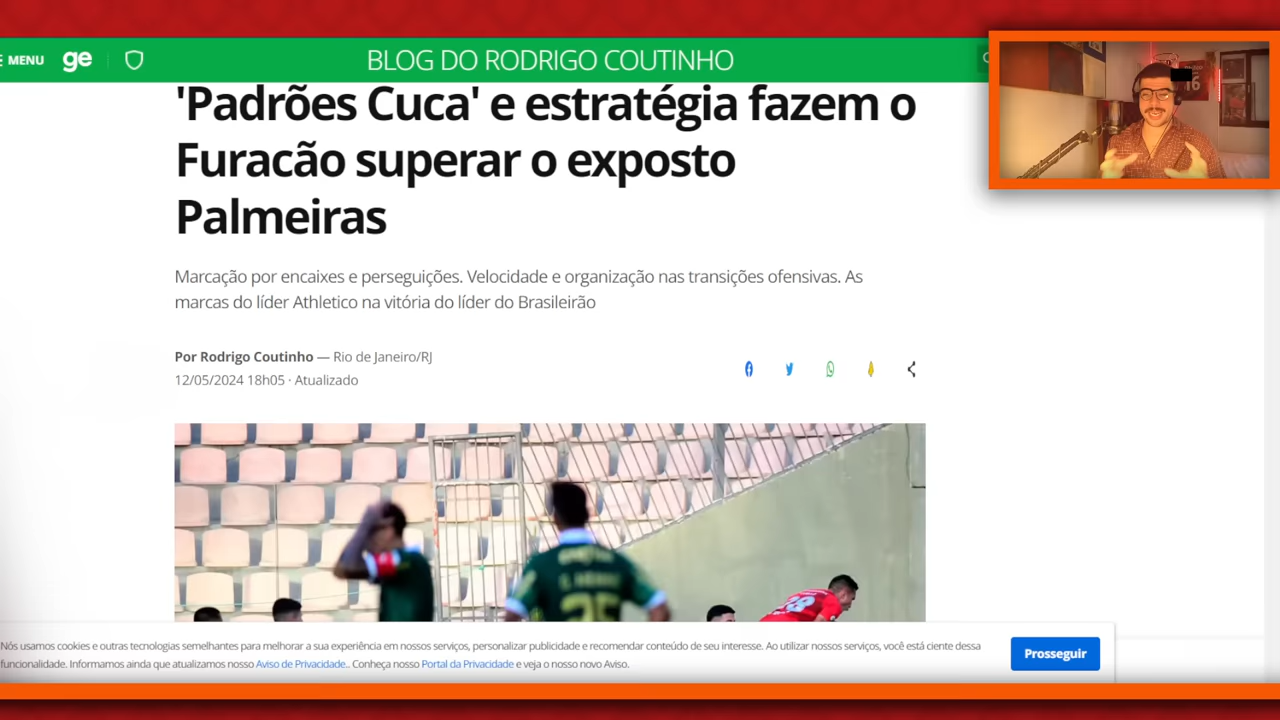 MENU
ge
BLOG DO RODRIGO COUTINHO
'Padrões Cuca' e estratégia fazem o
Furacão superar o exposto
Palmeiras
Marcação por encaixes e perseguições. Velocidade e organização nas transições ofensivas. As
marcas do líder Athletico na vitória do líder do Brasileirão
Por Rodrigo Coutinho — Rio de Janeiro/RJ
12/05/2024 18h05 · Atualizado
25
28
16
Nós usamos cookies e outras tecnologias semelhantes para melhorar a sua experiência em nossos serviços, personalizar publicidade e recomendar conteúdo de seu interesse. Ao utilizar nossos serviços, você está ciente dessa
funcionalidade. Informamos ainda que atualizamos nosso Aviso de Privacidade.. Conheça nosso Portal da Privacidade e veja o nosso novo Aviso.
Prosseguir